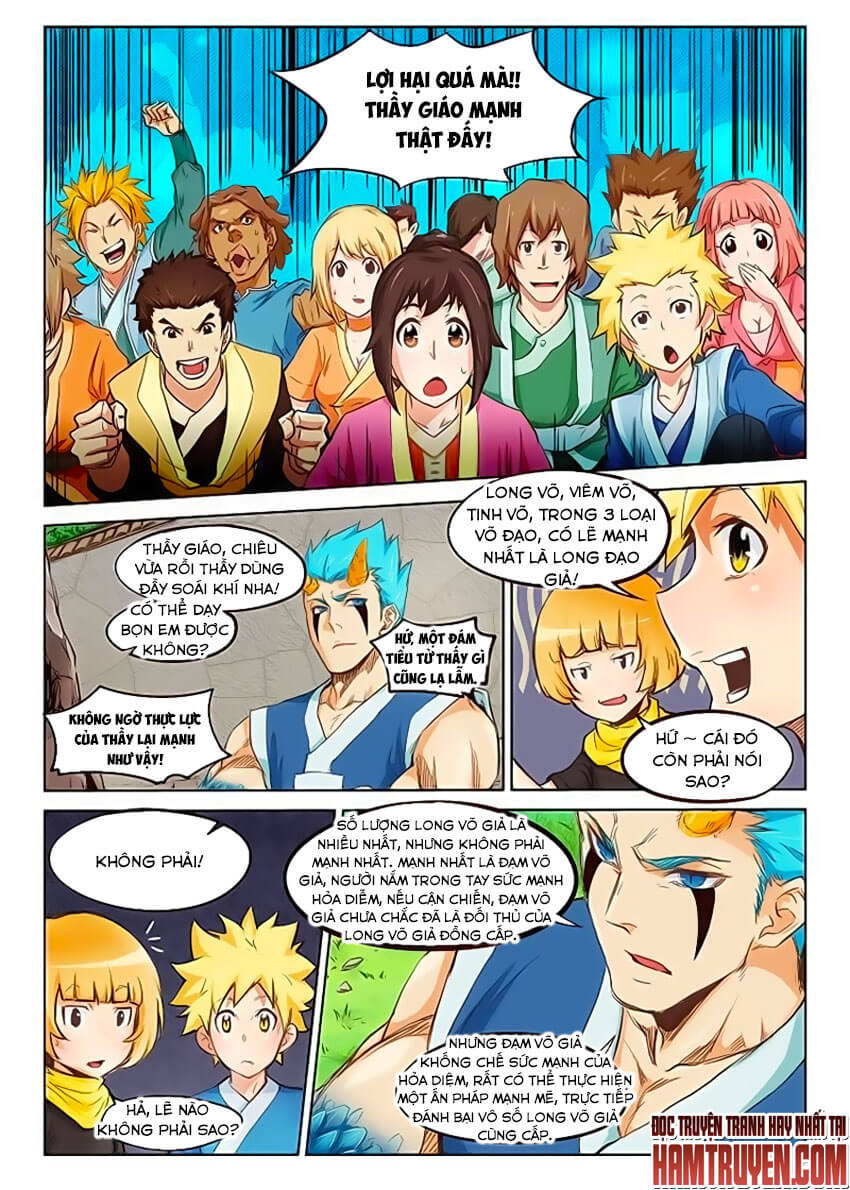 LỢI HẠI QUÁ MÀ!!
THẦY GIÁO MẠNH
THẬT ĐẤY!
THẦY GIÁO, CHIÊU
VỪA RỒI THẦY DÙNG
ĐẦY SOÁI KHÍ NHA!
CÓ THỂ DẠY
BỌN EM ĐƯỢC
KHÔNG?
HỨ, MỘT ĐÁM
TIỂU TỬ THẤY GÌ
CŨNG LẠ LẪM.
KHÔNG NGỜ THỰC LỰC
CỦA THẦY LẠI MẠNH
NHƯ VẬY!
LONG VÕ, VIÊM VÕ,
TINH VÕ, TRONG 3 LOẠI
VÕ ĐẠO, CÓ LẼ MẠNH
NHẤT LÀ LONG ĐẠO
GIẢ!
HỨ ~ CÁI ĐÓ
CÒN PHẢI NÓI
SAO?
KHÔNG PHẢI!
HẢ, LẼ NÀO
KHÔNG PHẢI SAO?
SỐ LƯỢNG LONG VÕ GIẢ LÀ
NHIỀU NHẤT, NHƯNG KHÔNG PHẢI
MẠNH NHẤT. MẠNH NHẤT LÀ ĐẠM VÕ
GIẢ, NGƯỜI NẮM TRONG TAY SỨC MẠNH
HỎA DIỄM, NẾU CẬN CHIẾN, ĐẠM VÕ
GIẢ CHƯA CHẮC ĐÃ LÀ ĐỐI THỦ CỦA
LONG VÕ GIẢ ĐỒNG CẤP.
NHƯNG ĐẠM VÕ GIẢ
KHỐNG CHẾ SỨC MẠNH CỦA
HỎA DIỆM, RẤT CÓ THỂ THỰC HIỆN
MỘT ẤN PHÁP MẠNH MẼ, TRỰC TIẾP
ĐÁNH BẠI VÔ SỐ LONG VÕ GIẢ
CÙNG CẤP.
ĐỌC TRUYỆN TRANH HAY NHẤT TẠI
HAMTRUYEN.COM